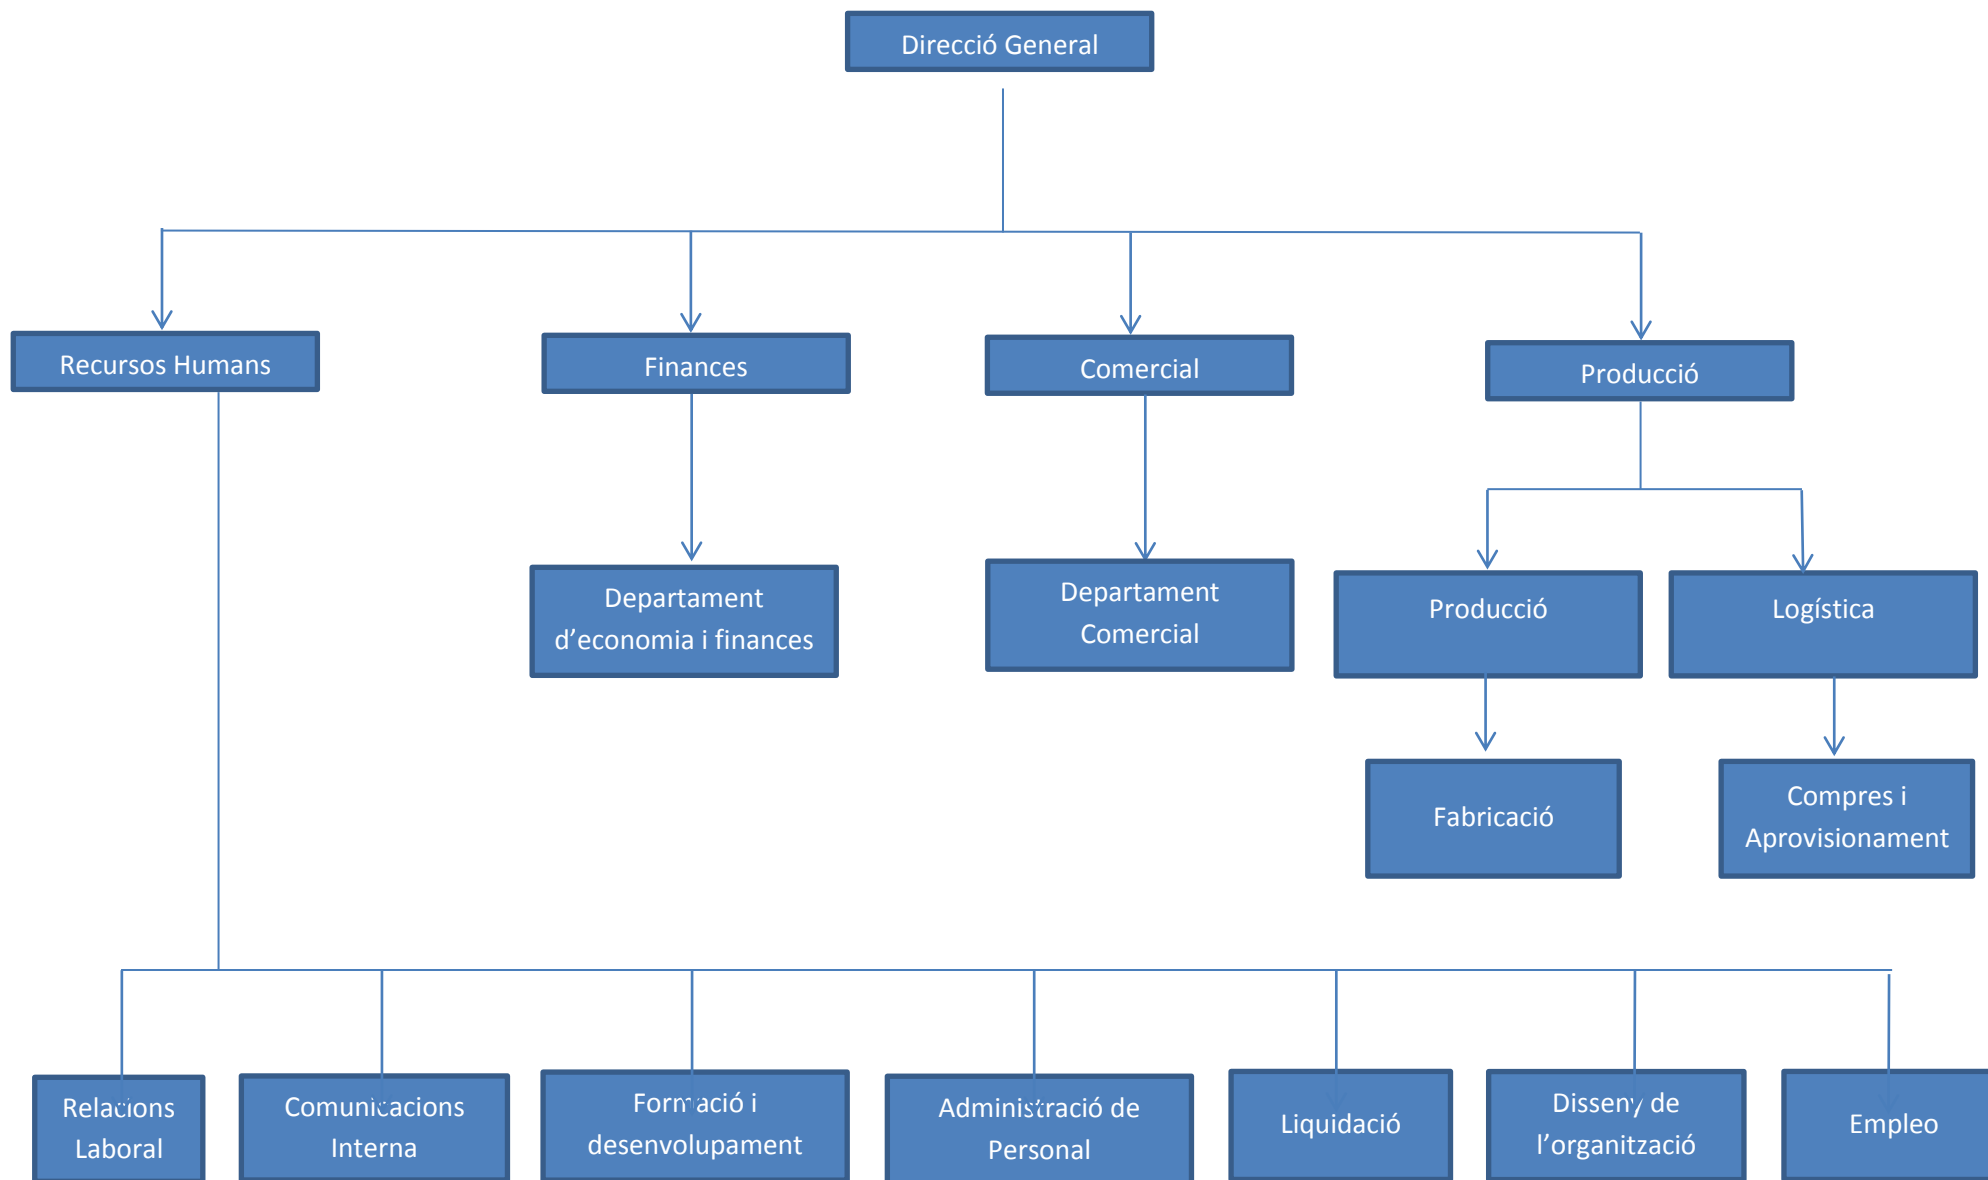 Direcció General
Recursos Humans
Finances
Comercial
Producció
Departament
d’economia i finances
Departament
Comercial
Producció
Logística
Fabricació
Compres i
Aprovisionament
Relacions
Laboral
Comunicacions
Interna
Formació i
desenvolupament
Administració de
Personal
Liquidació
Disseny de
l’organització
Empleo